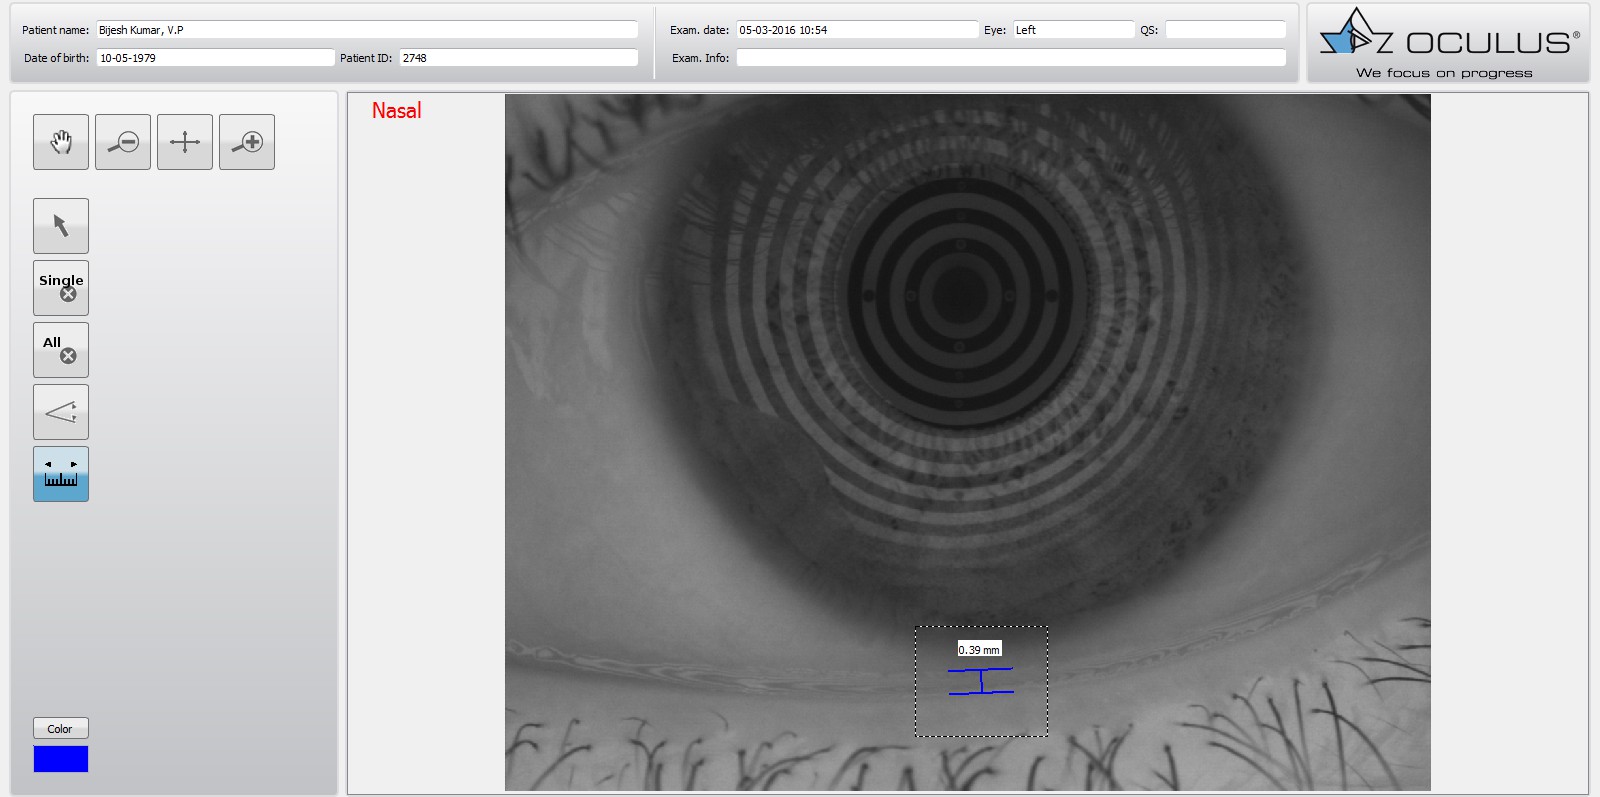 Patient name: Bijesh Kumar, V.P
Exam. date: 05-03-2016 10:54 Eye: Left QS:
Date of birth: 10-05-1979 Patient ID: 2748
Exam. Info:
OCULUS®
We focus on progress
Nasal
Single
All
0.39 mm
Color